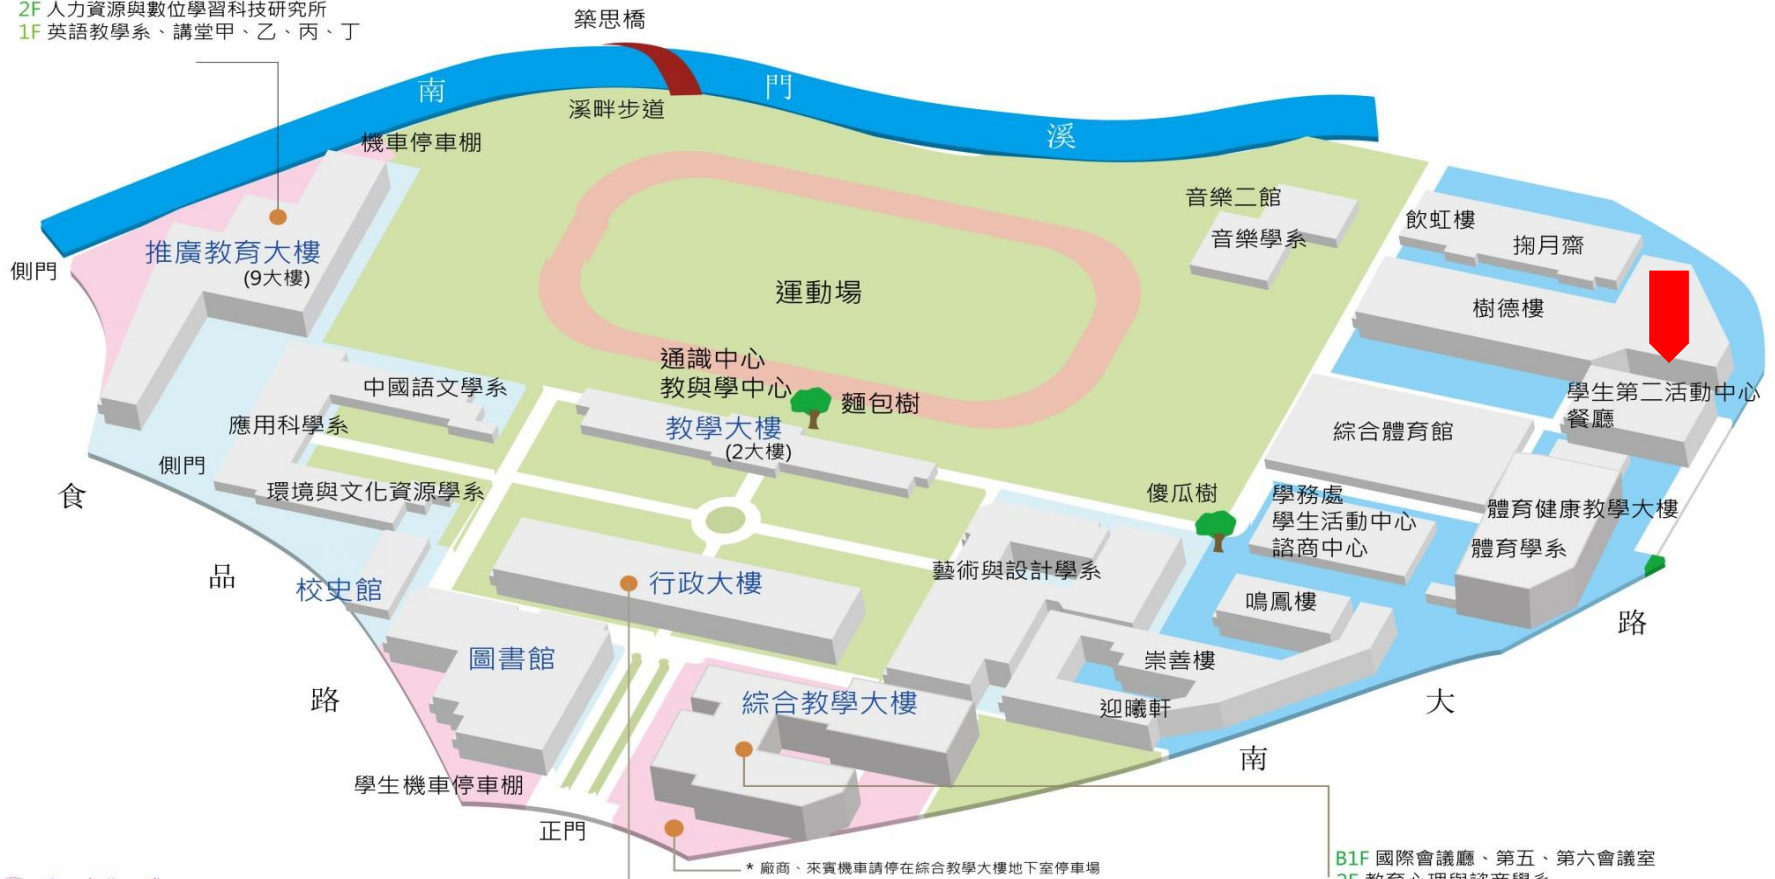 2F 人力資源與數位學習科技研究所
1F 英語教學系、講堂甲、乙、丙、丁
築思橋
南
門
溪
溪畔步道
機車停車棚
推廣教育大樓
(9大樓)
側門
運動場
音樂二館
音樂學系
飲虹樓
掬月齋
樹德樓
通識中心
教與學中心
麵包樹
教學大樓
(2大樓)
中國語文學系
應用科學系
側門
環境與文化資源學系
學生第二活動中心
餐廳
綜合體育館
傻瓜樹
學務處
學生活動中心
諮商中心
體育健康教學大樓
體育學系
食
品
路
校史館
行政大樓
藝術與設計學系
鳴鳳樓
圖書館
綜合教學大樓
崇善樓
迎曦軒
路
大
南
學生機車停車棚
正門
* 廠商、來賓機車請停在綜合教學大樓地下室停車場
B1F 國際會議廳、第五、第六會議室
2F 教育心理與諮商學系